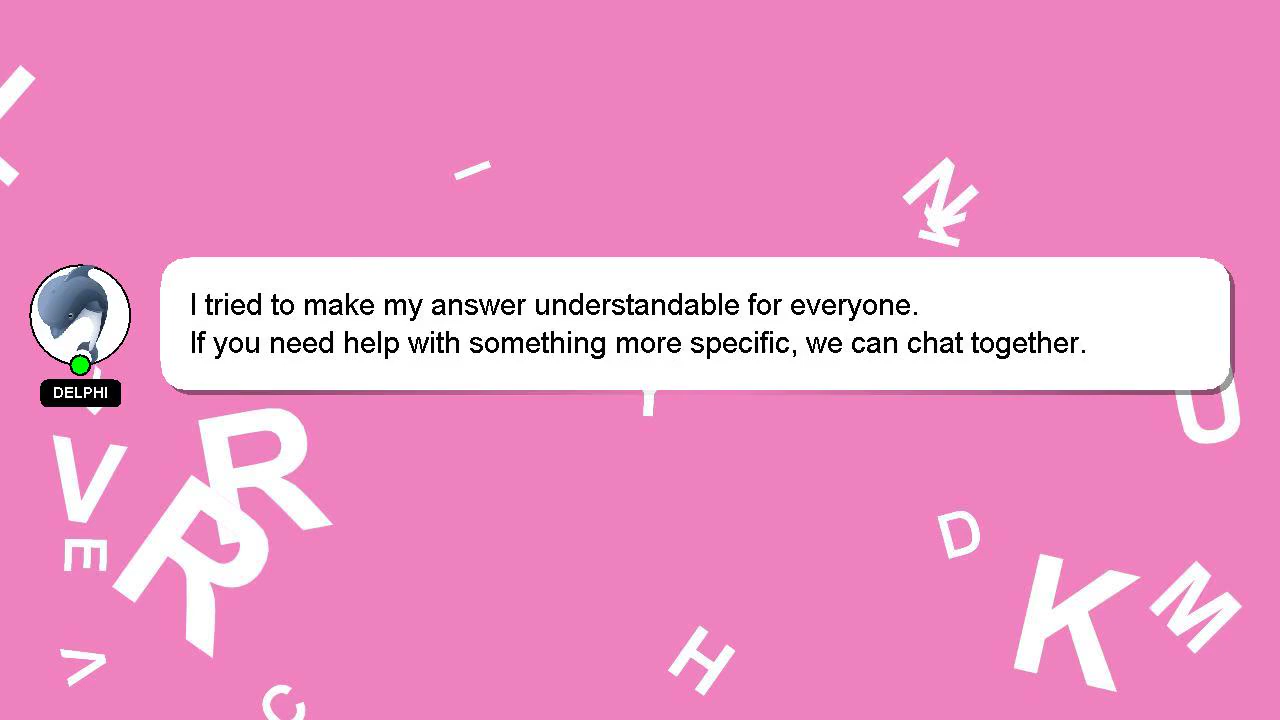 I tried to make my answer understandable for everyone.
If you need help with something more specific, we can chat together.
DELPHI
I
N
K
I
U
V
R
R
E
V
C
H
D
K
M